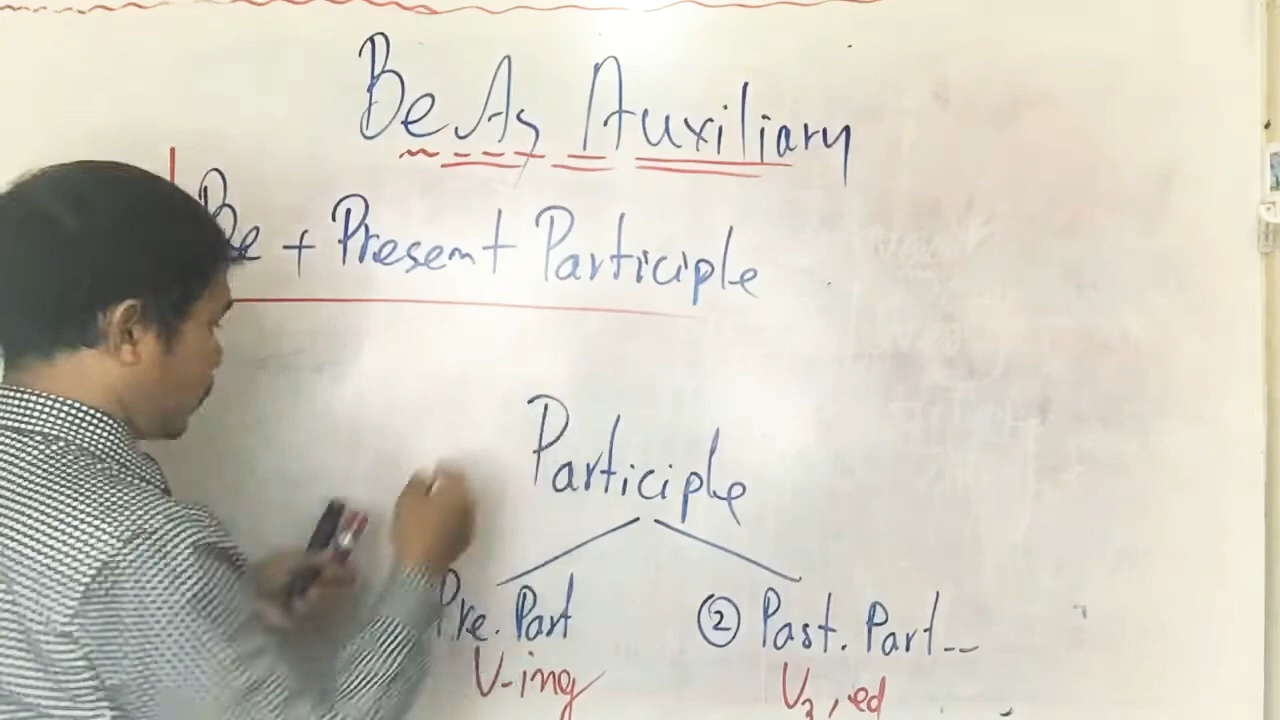 Be As Auxiliary
Be + Present Participle
Participle
Pre. Part ② Past. Part--
V-ing V₃, ed